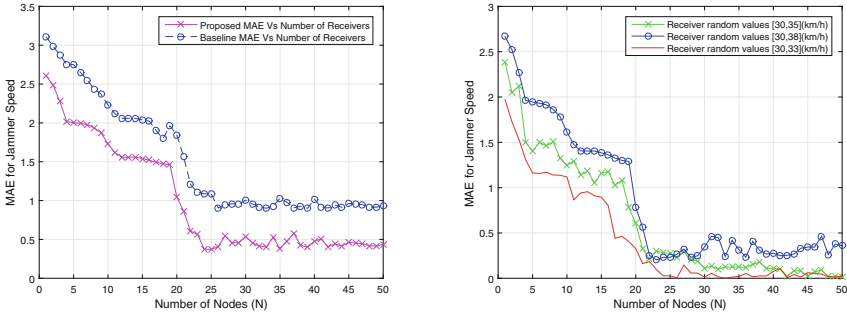 Proposed MAE Vs Number of Receivers
Baseline MAE Vs Number of Receivers
3.5
3
2.5
2
1.5
1
0.5
0
MAE for Jammer Speed
0 5 10 15 20 25 30 35 40 45 50
Number of Nodes (N)
Receiver random values [30,35](km/h)
Receiver random values [30,38](km/h)
Receiver random values [30,33](km/h)
3
2.5
2
1.5
1
0.5
0
MAE for Jammer Speed
0 5 10 15 20 25 30 35 40 45 50
Number of Nodes (N)